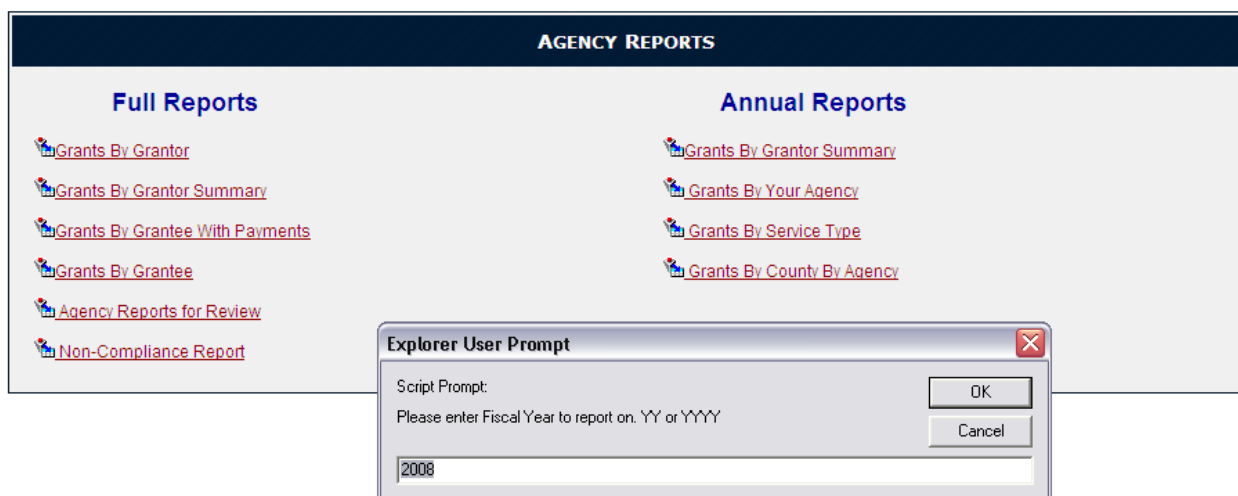 AGENCY REPORTS
Full Reports
Grants By Grantor
Grants By Grantor Summary
Grants By Grantee With Payments
Grants By Grantee
Agency Reports for Review
Non-Compliance Report
Annual Reports
Grants By Grantor Summary
Grants By Your Agency
Grants By Service Type
Grants By County By Agency
Explorer User Prompt
Script Prompt:
OK
Please enter Fiscal Year to report on. YY or YYYY
Cancel
2008